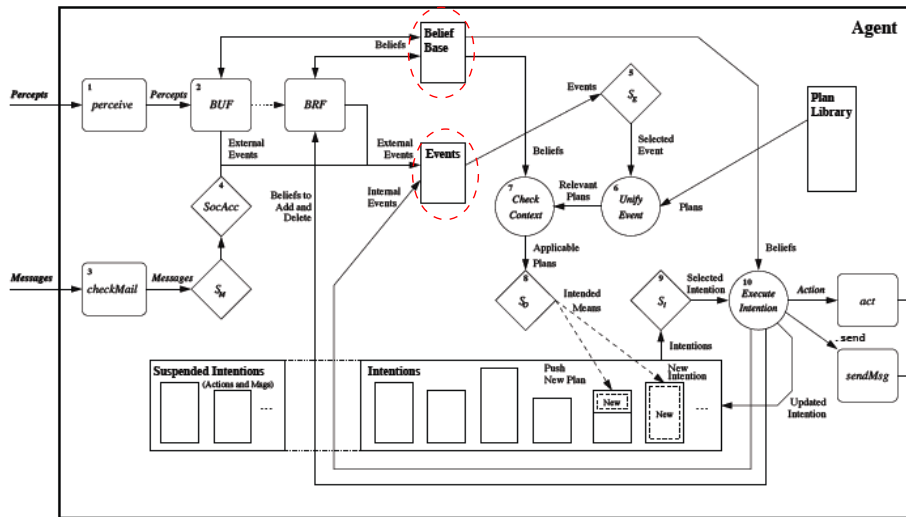 Agent
Belief
Base
Beliefs
1
perceive
Percepts
Percepts
2
BUF
BRF
Events
5
S_E
Plan
Library
External
Events
External
Events
Events
Selected
Event
4
SocAcc
Internal
Events
Beliefs to
Add and
Delete
Beliefs
7
Check
Context
Relevant
Plans
6
Unify
Event
Plans
Messages
3
checkMail
Messages
S_M
Applicable
Plans
8
S_O
Intended
Means
9
S_I
Selected
Intention
Beliefs
10
Execute
Intention
Action
act
.send
sendMsg
Intentions
Suspended Intentions
(Actions and Msgs)
...
Intentions
Push
New Plan
New
Intention
New
New
...
Updated
Intention